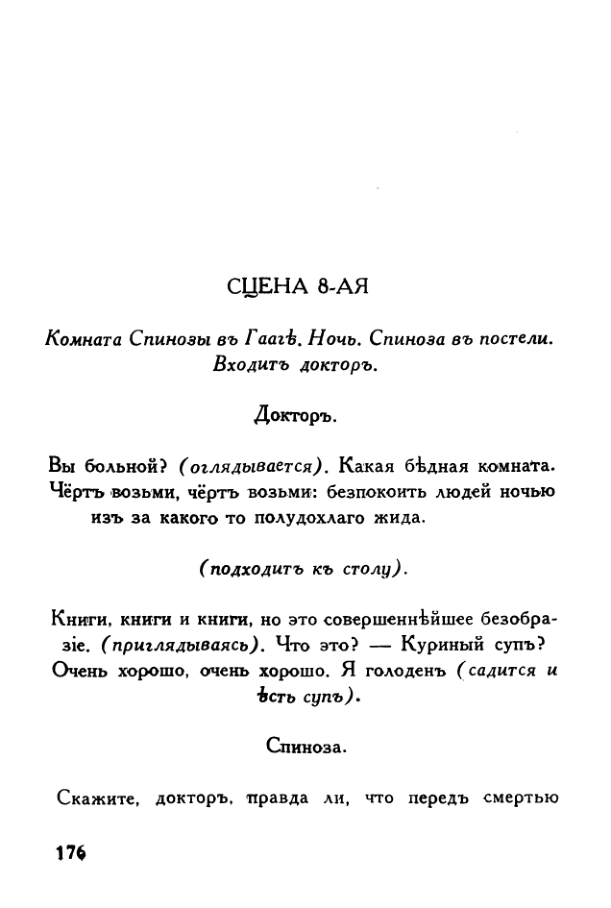 СЦЕНА 8-АЯ
Комната Спинозы въ Гаагѣ. Ночь. Спиноза въ постели.
Входитъ докторъ.
Докторъ.
Вы больной? (оглядывается). Какая бѣдная комната.
Чёртъ возьми, чёртъ возьми: безпокоить людей ночью
изъ за какого то полудохлаго жида.
(подходитъ къ столу).
Книги, книги и книги, но это совершеннѣйшее безобра-
зіе. (приглядываясь). Что это? — Куриный супъ?
Очень хорошо, очень хорошо. Я голоденъ (садится и
ѣсть супъ).
Спиноза.
Скажите, докторъ, правда ли, что передъ смертью
176